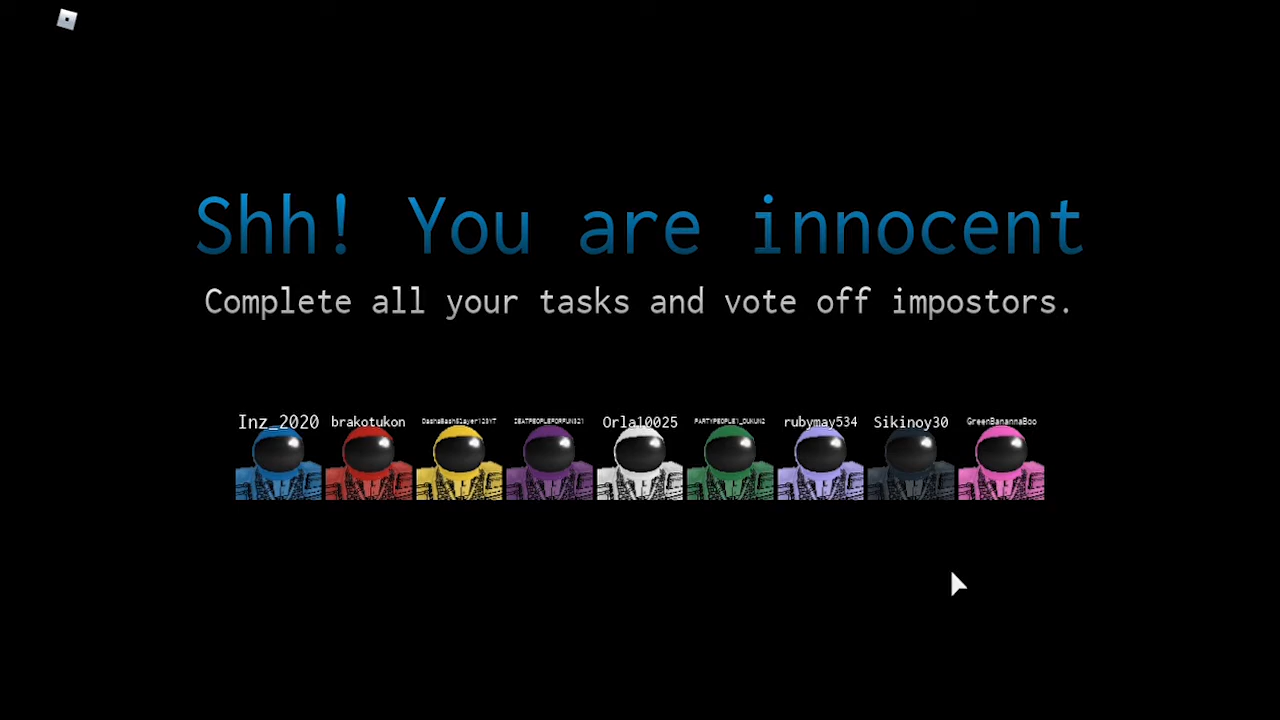 Shh! You are innocent
Complete all your tasks and vote off impostors.
Inz_2020 brakotukon Orla10025 rubymay534 Sikinoy30 GreenBanannaBoo